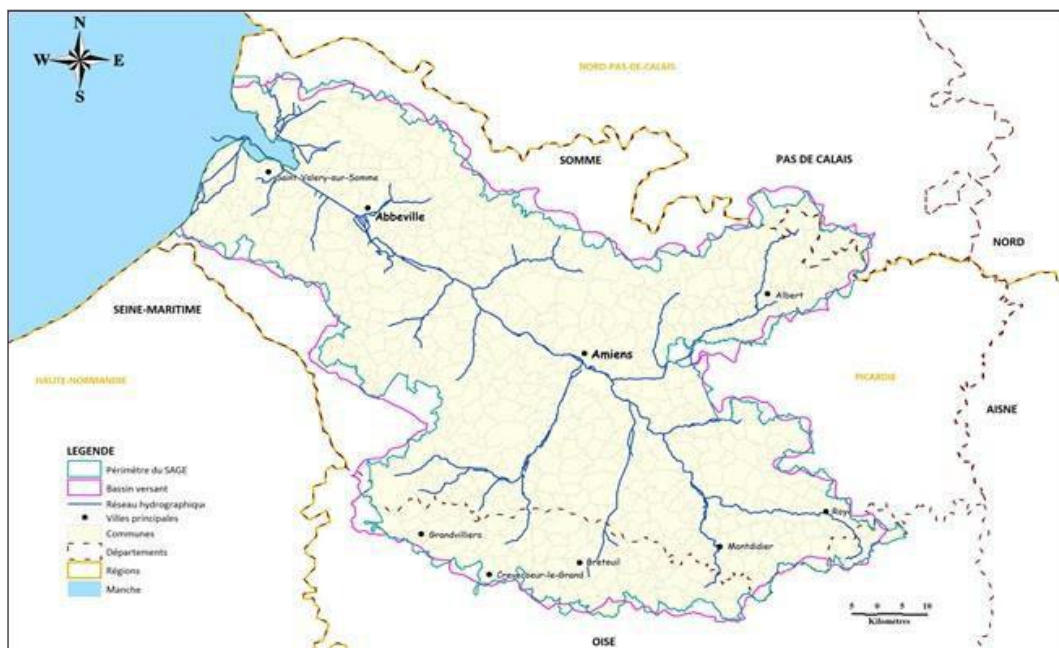 N
W E
S
NORD-PAS-DE-CALAIS
SOMME
PAS DE CALAIS
Saint-Valery-sur-Somme
Abbeville
NORD
Albert
SEINE-MARITIME
Amiens
HAUTE-NORMANDIE
PICARDIE
AISNE
LEGENDE
Périmètre du SAGE
Bassin versant
Réseau hydrographiqu
Villes principales
Communes
Départements
Régions
Manche
Roye
Grandvilliers
Montdidier
Breteuil
Crevecoeur-le-Grand
5 0 5 10
Kilomètres
OISE